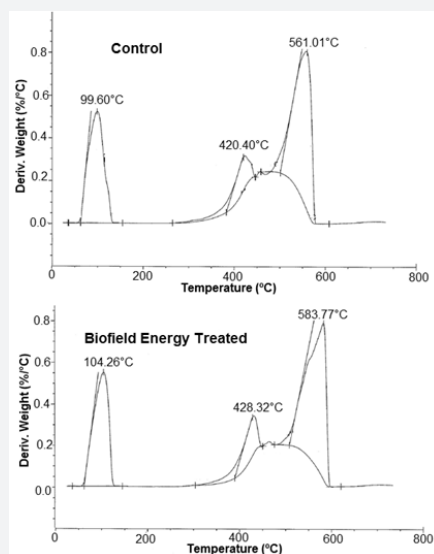 Control
561.01°C
99.60°C
420.40°C
0.8
0.6
0.4
0.2
0.0
Deriv. Weight (%/°C)
0 200 400 600 800
Temperature (°C)
Biofield Energy Treated
583.77°C
104.26°C
428.32°C
0.8
0.6
0.4
0.2
0.0
Deriv. Weight (%/°C)
0 200 400 600 800
Temperature (°C)